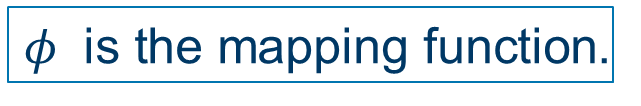 ϕ is the mapping function.